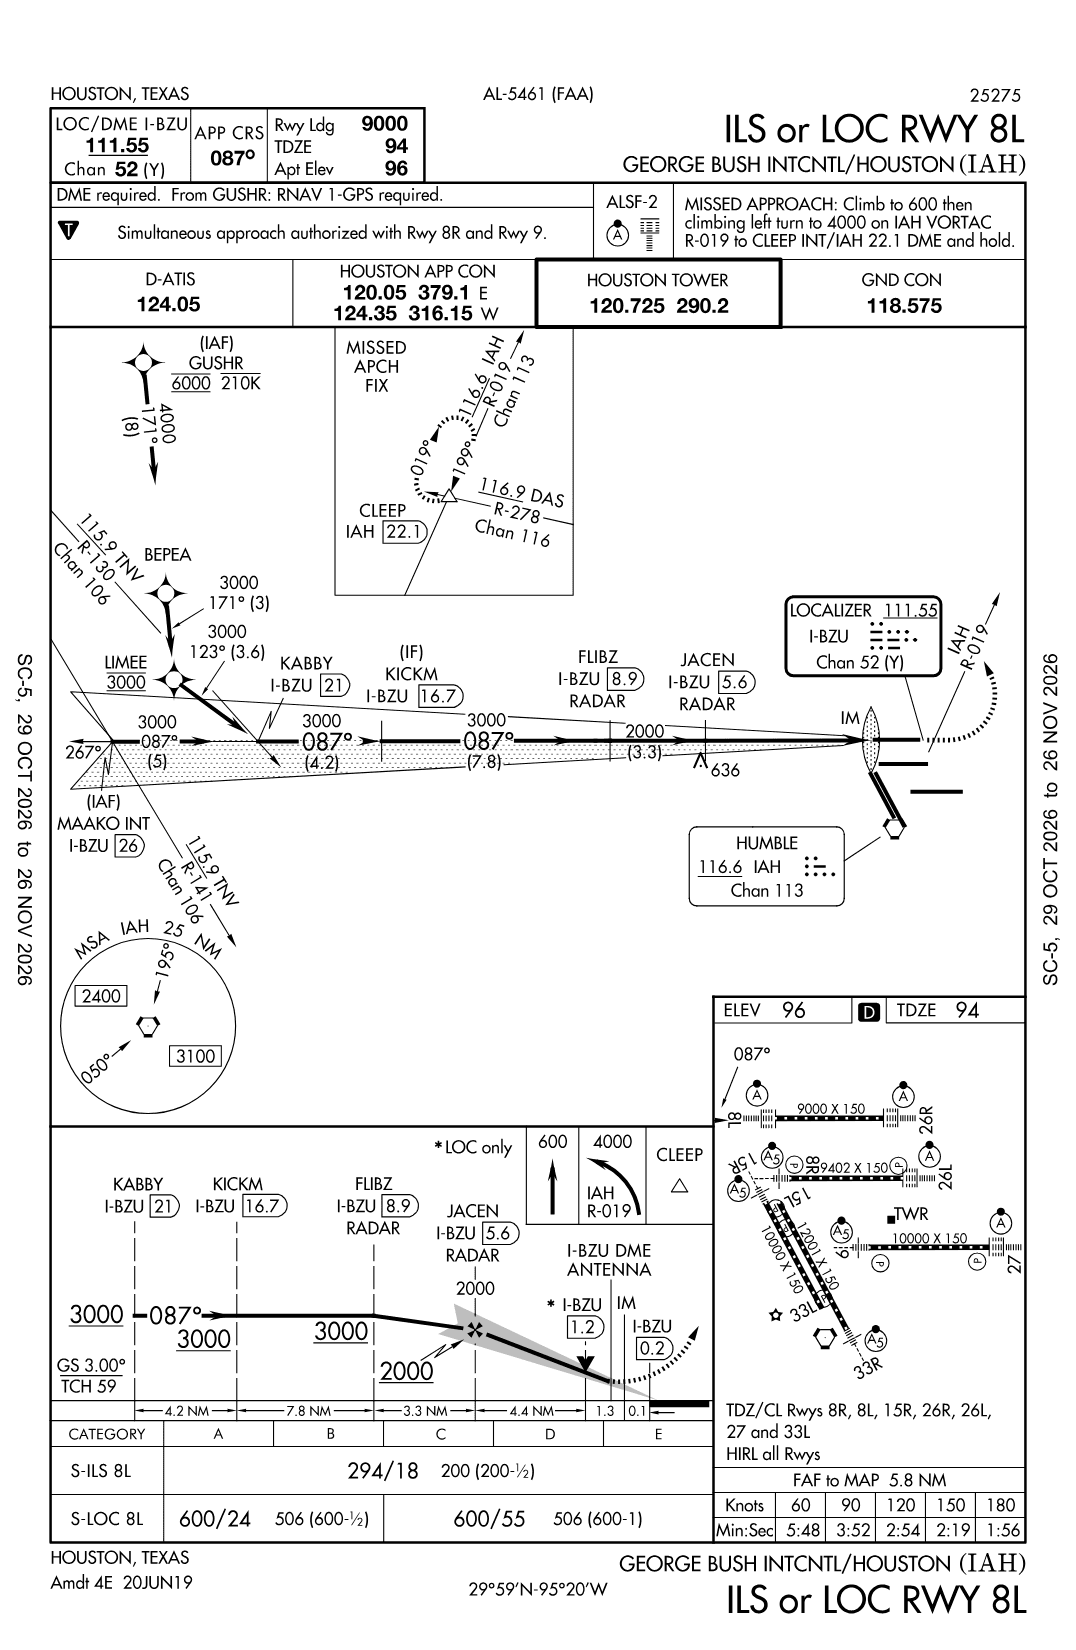 HOUSTON, TEXAS
AL-5461 (FAA)
25275
LOC/DME I-BZU
111.55
Chan 52 (Y)
APP CRS
087°
Rwy Ldg 9000
TDZE 94
Apt Elev 96
ILS or LOC RWY 8L
GEORGE BUSH INTCNTL/HOUSTON (IAH)
DME required. From GUSHR: RNAV 1-GPS required.
T
Simultaneous approach authorized with Rwy 8R and Rwy 9.
ALSF-2
A
MISSED APPROACH: Climb to 600 then
climbing left turn to 4000 on IAH VORTAC
R-019 to CLEEP INT/IAH 22.1 DME and hold.
D-ATIS
124.05
HOUSTON APP CON
120.05 379.1 E
124.35 316.15 W
HOUSTON TOWER
120.725 290.2
GND CON
118.575
(IAF)
GUSHR
6000 210K
4000
171°
(8)
MISSED
APCH
FIX
116.6 IAH
R-019
Chan 113
019°
199°
CLEEP
IAH 22.1
116.9 DAS
R-278
Chan 116
115.9 TNV
R-130
Chan 106
BEPEA
3000
171° (3)
3000
123° (3.6)
LIMEE
3000
KABBY
I-BZU 21
(IF)
KICKM
I-BZU 16.7
FLIBZ
I-BZU 8.9
RADAR
JACEN
I-BZU 5.6
RADAR
LOCALIZER 111.55
I-BZU
Chan 52 (Y)
IAH
R-019
IM
267°
3000
087°
(5)
3000
087°
(4.2)
3000
087°
(7.8)
2000
(3.3)
636
(IAF)
MAAKO INT
I-BZU 26
115.9 TNV
R-141
Chan 106
HUMBLE
116.6 IAH
Chan 113
MSA IAH 25 NM
195°
2400
050°
3100
SC-5, 29 OCT 2026 to 26 NOV 2026
SC-5, 29 OCT 2026 to 26 NOV 2026
ELEV 96
D
TDZE 94
087°
A
A
8L
9000 X 150
26R
15R
A5
P
8R
9402 X 150
P
A
26L
A5
15L
P
P
10000 X 150
12001 X 150
A5
9
P
TWR
10000 X 150
P
A
27
33L
P
A5
33R
TDZ/CL Rwys 8R, 8L, 15R, 26R, 26L,
27 and 33L
HIRL all Rwys
FAF to MAP 5.8 NM
Knots 60 90 120 150 180
Min:Sec 5:48 3:52 2:54 2:19 1:56
*LOC only
600
4000
IAH
R-019
CLEEP
KABBY
I-BZU 21
KICKM
I-BZU 16.7
FLIBZ
I-BZU 8.9
RADAR
JACEN
I-BZU 5.6
RADAR
2000
I-BZU DME
ANTENNA
* I-BZU
1.2
IM
I-BZU
0.2
3000
087°
3000
3000
2000
GS 3.00°
TCH 59
4.2 NM
7.8 NM
3.3 NM
4.4 NM
1.3
0.1
CATEGORY A B C D E
S-ILS 8L 294/18 200 (200-½)
S-LOC 8L 600/24 506 (600-½) 600/55 506 (600-1)
HOUSTON, TEXAS
Amdt 4E 20JUN19
29°59'N-95°20'W
GEORGE BUSH INTCNTL/HOUSTON (IAH)
ILS or LOC RWY 8L